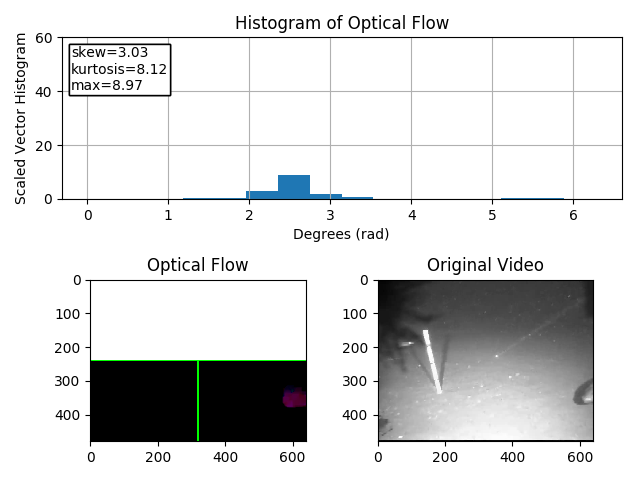 Histogram of Optical Flow
Scaled Vector Histogram
60
40
20
0
skew=3.03
kurtosis=8.12
max=8.97
0 1 2 3 4 5 6
Degrees (rad)
Optical Flow
0
100
200
300
400
0 200 400 600
Original Video
0
100
200
300
400
0 200 400 600